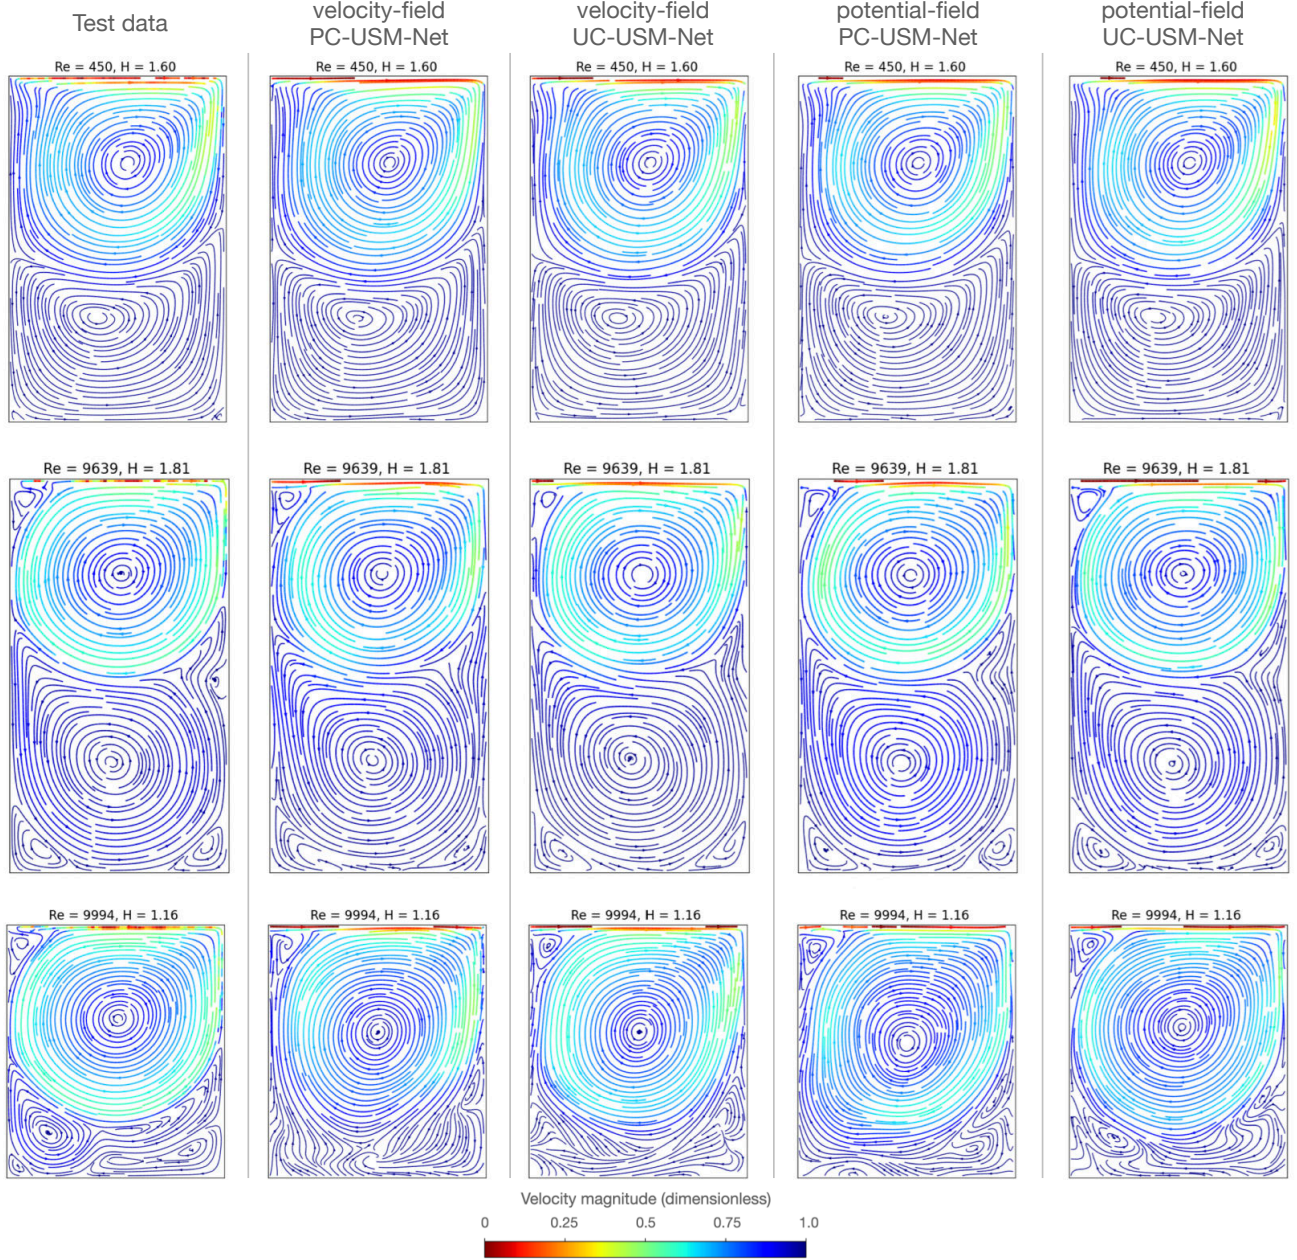 Test data
velocity-field
PC-USM-Net
velocity-field
UC-USM-Net
potential-field
PC-USM-Net
potential-field
UC-USM-Net
Re = 450, H = 1.60
Re = 450, H = 1.60
Re = 450, H = 1.60
Re = 450, H = 1.60
Re = 450, H = 1.60
Re = 9639, H = 1.81
Re = 9639, H = 1.81
Re = 9639, H = 1.81
Re = 9639, H = 1.81
Re = 9639, H = 1.81
Re = 9994, H = 1.16
Re = 9994, H = 1.16
Re = 9994, H = 1.16
Re = 9994, H = 1.16
Re = 9994, H = 1.16
Velocity magnitude (dimensionless)
0 0.25 0.5 0.75 1.0